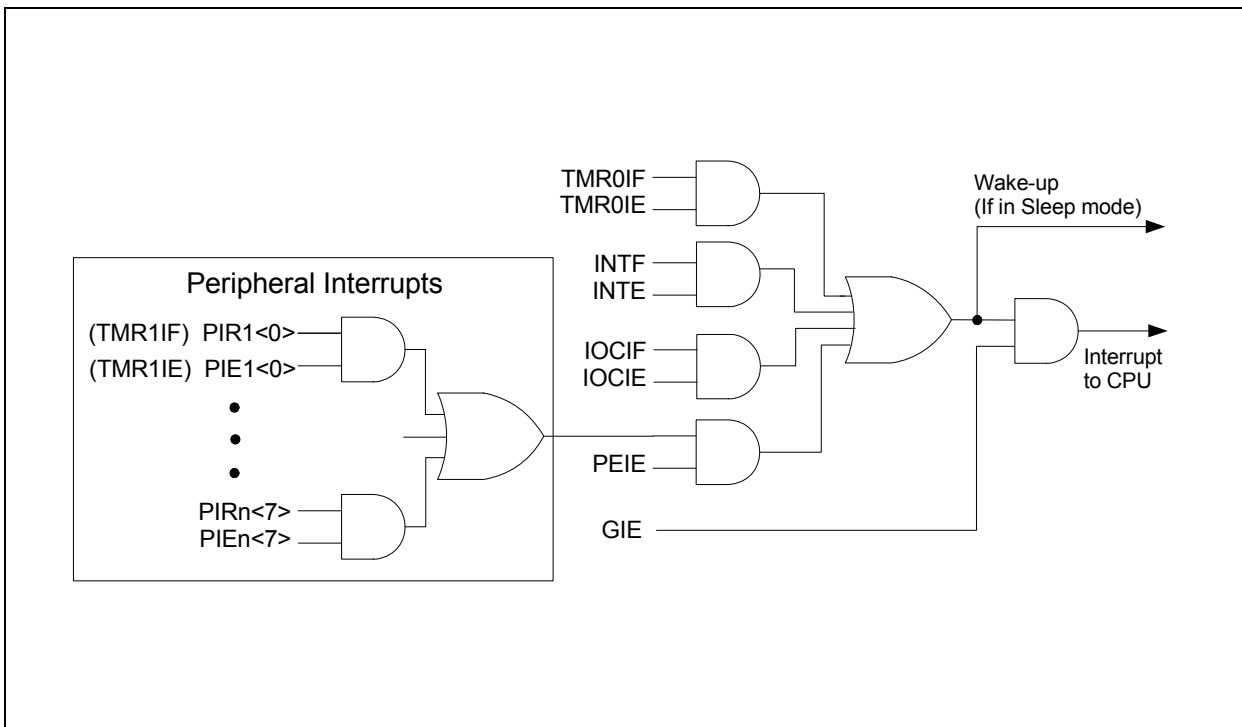 TMR0IF
TMR0IE
Wake-up
(If in Sleep mode)
INTF
INTE
Peripheral Interrupts
(TMR1IF) PIR1<0>
(TMR1IE) PIE1<0>
IOCIF
IOCIE
Interrupt
to CPU
PEIE
PIRn<7>
PIEn<7>
GIE